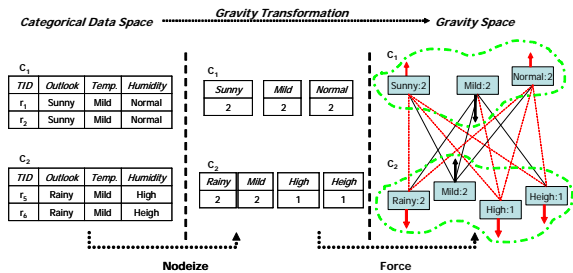 Categorical Data Space Gravity Transformation Gravity Space
C1
TID Outlook Temp. Humidity
r1 Sunny Mild Normal
r2 Sunny Mild Normal
C2
TID Outlook Temp. Humidity
r5 Rainy Mild High
r6 Rainy Mild Heigh
C1
Sunny Mild Normal
2 2 2
C2
Rainy Mild High Heigh
2 2 1 1
C1
Sunny:2 Mild:2 Normal:2
C2
Rainy:2 Mild:2 High:1 Heigh:1
Nodeize Force